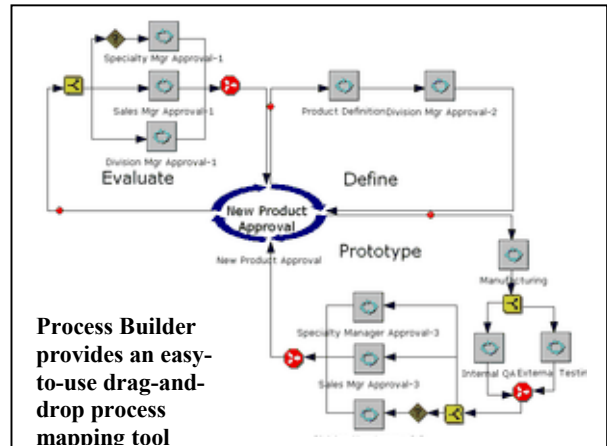 Specialty Mgr Approval-1
Sales Mgr Approval-1
Division Mgr Approval-1
Evaluate
Product Definition
Division Mgr Approval-2
Define
New Product
Approval
New Product Approval
Prototype
Manufacturing
Specialty Manager Approval-3
Internal QA
External Testing
Sales Mgr Approval-3
Process Builder
provides an easy-
to-use drag-and-
drop process
mapping tool